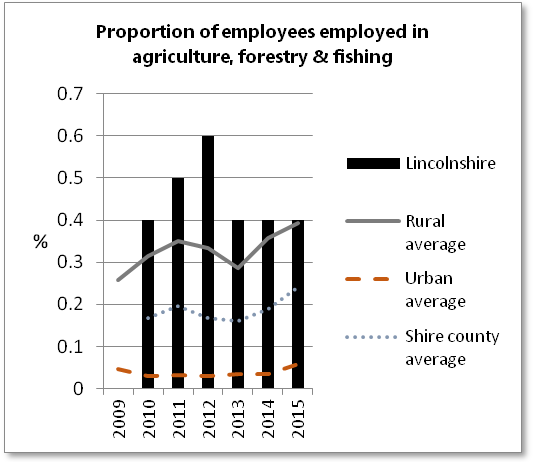 Proportion of employees employed in
agriculture, forestry & fishing
0.7
0.6
0.5
0.4
0.3
0.2
0.1
0
%
2009
2010
2011
2012
2013
2014
2015
Lincolnshire
Rural
average
Urban
average
Shire county
average